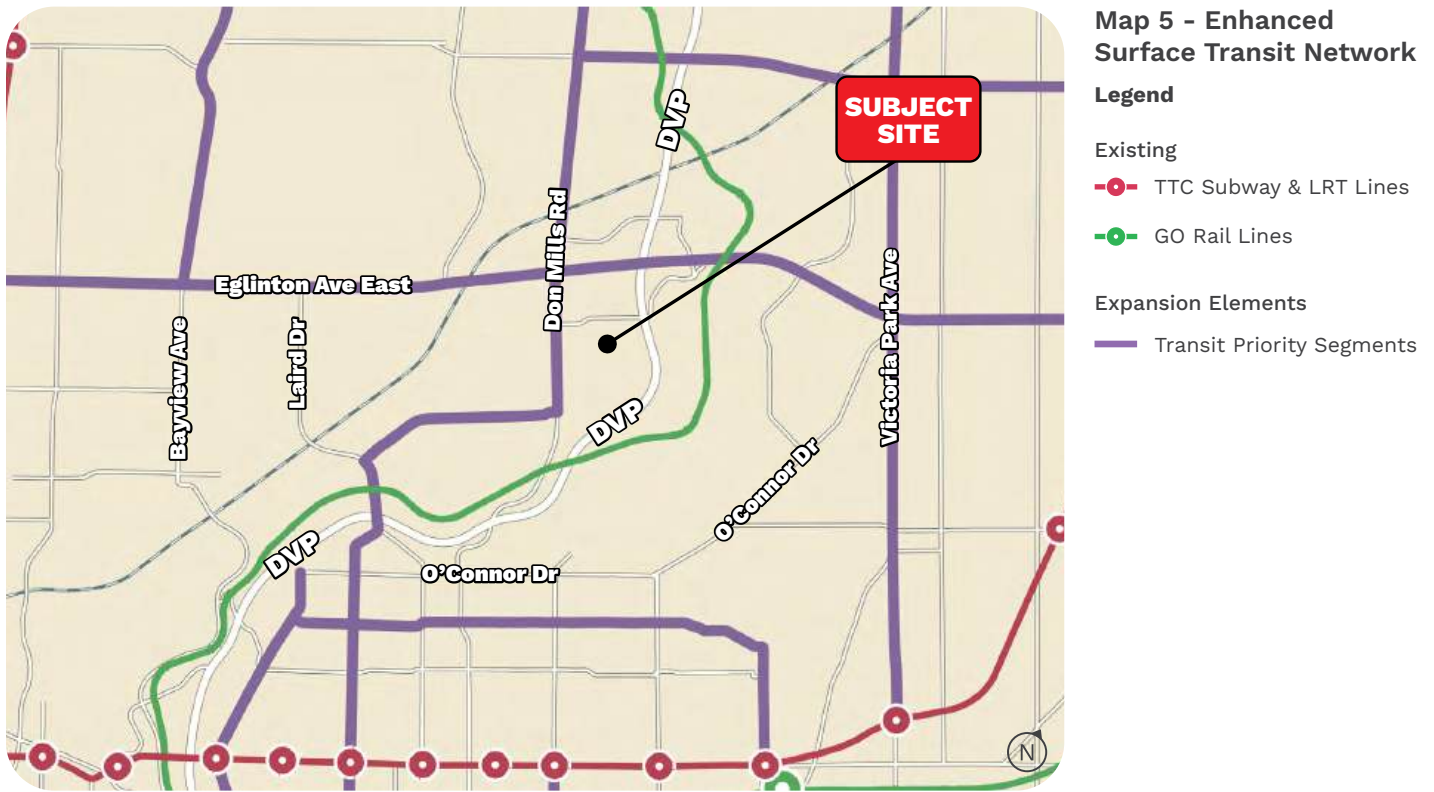 Map 5 - Enhanced
Surface Transit Network
Legend
Existing
TTC Subway & LRT Lines
GO Rail Lines
Expansion Elements
Transit Priority Segments
DVP
SUBJECT
SITE
Don Mills Rd
Eglinton Ave East
Victoria Park Ave
Bayview Ave
Laird Dr
DVP
O'Connor Dr
DVP
O'Connor Dr
N